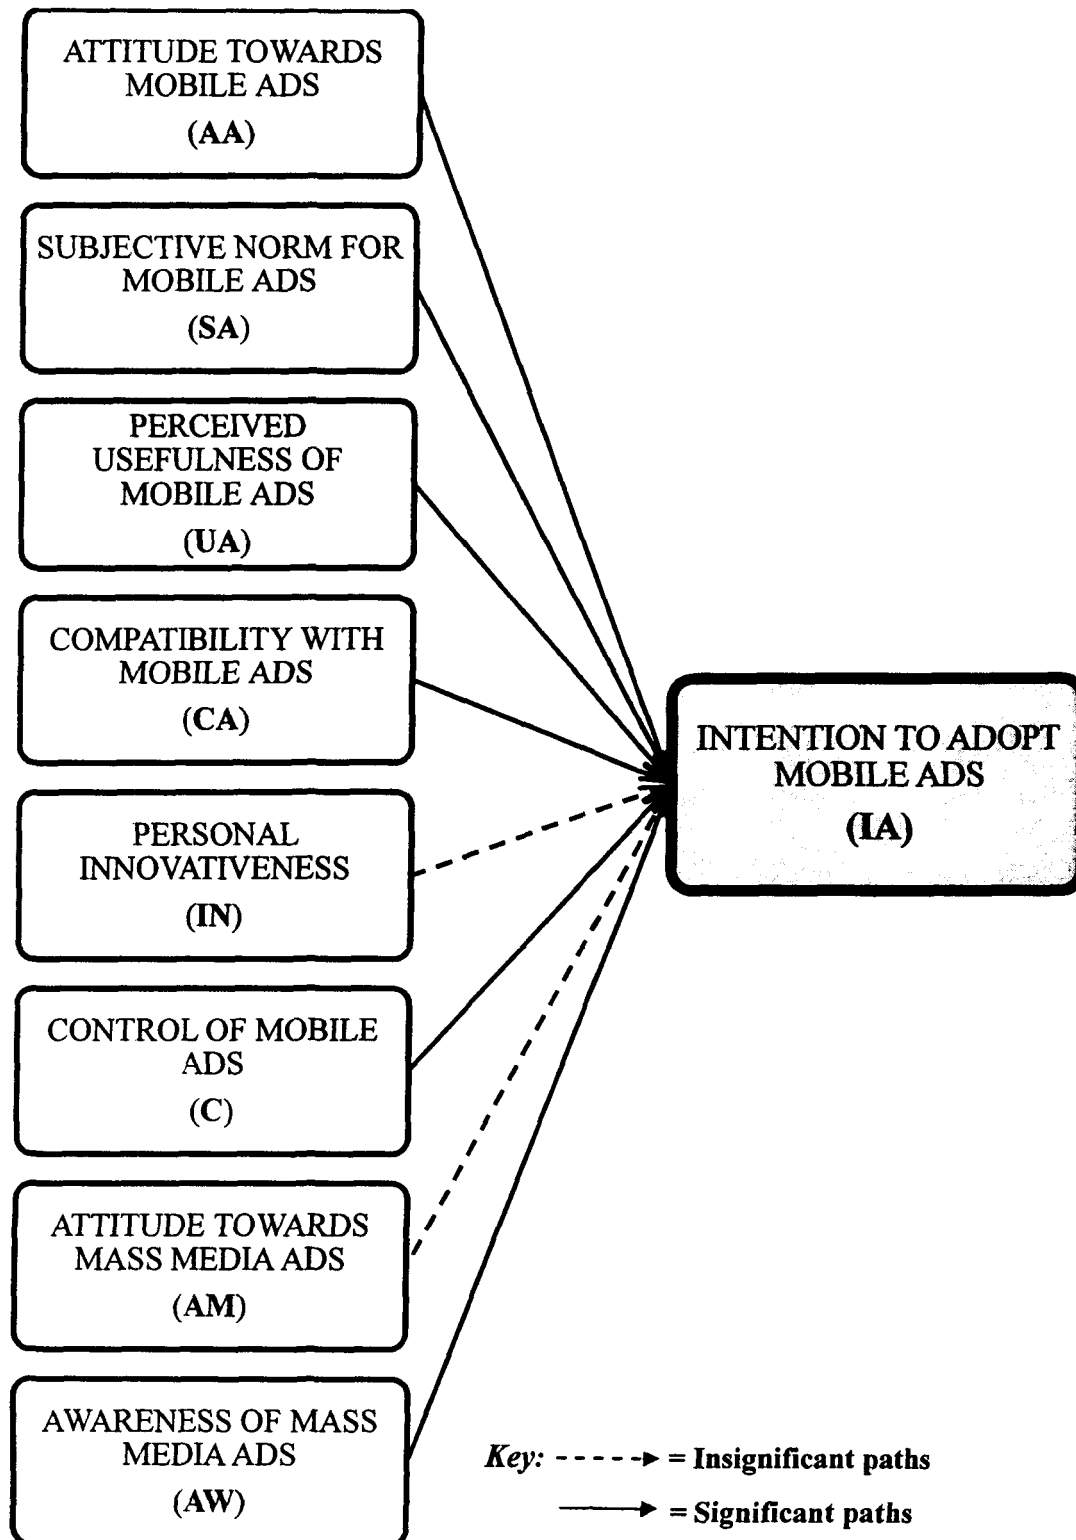 ATTITUDE TOWARDS
MOBILE ADS
(AA)
SUBJECTIVE NORM FOR
MOBILE ADS
(SA)
PERCEIVED
USEFULNESS OF
MOBILE ADS
(UA)
COMPATIBILITY WITH
MOBILE ADS
(CA)
PERSONAL
INNOVATIVENESS
(IN)
CONTROL OF MOBILE
ADS
(C)
ATTITUDE TOWARDS
MASS MEDIA ADS
(AM)
AWARENESS OF MASS
MEDIA ADS
(AW)
INTENTION TO ADOPT
MOBILE ADS
(IA)
Key: = Insignificant paths
= Significant paths